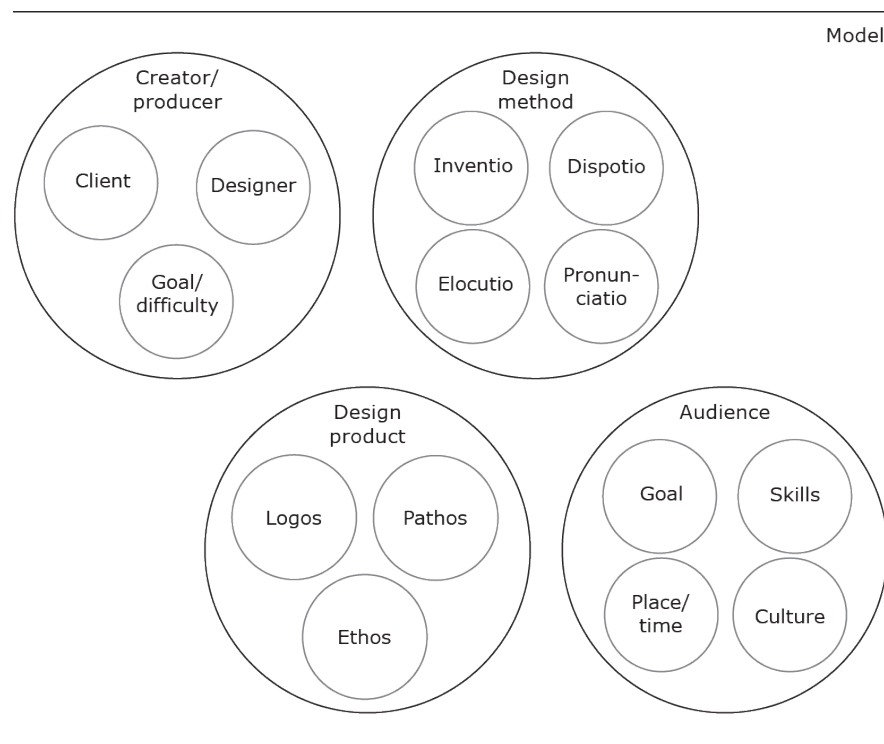 Model
Creator/
producer
Client
Designer
Goal/
difficulty
Design
method
Inventio
Dispotio
Elocutio
Pronun-
ciatio
Design
product
Logos
Pathos
Ethos
Audience
Goal
Skills
Place/
time
Culture